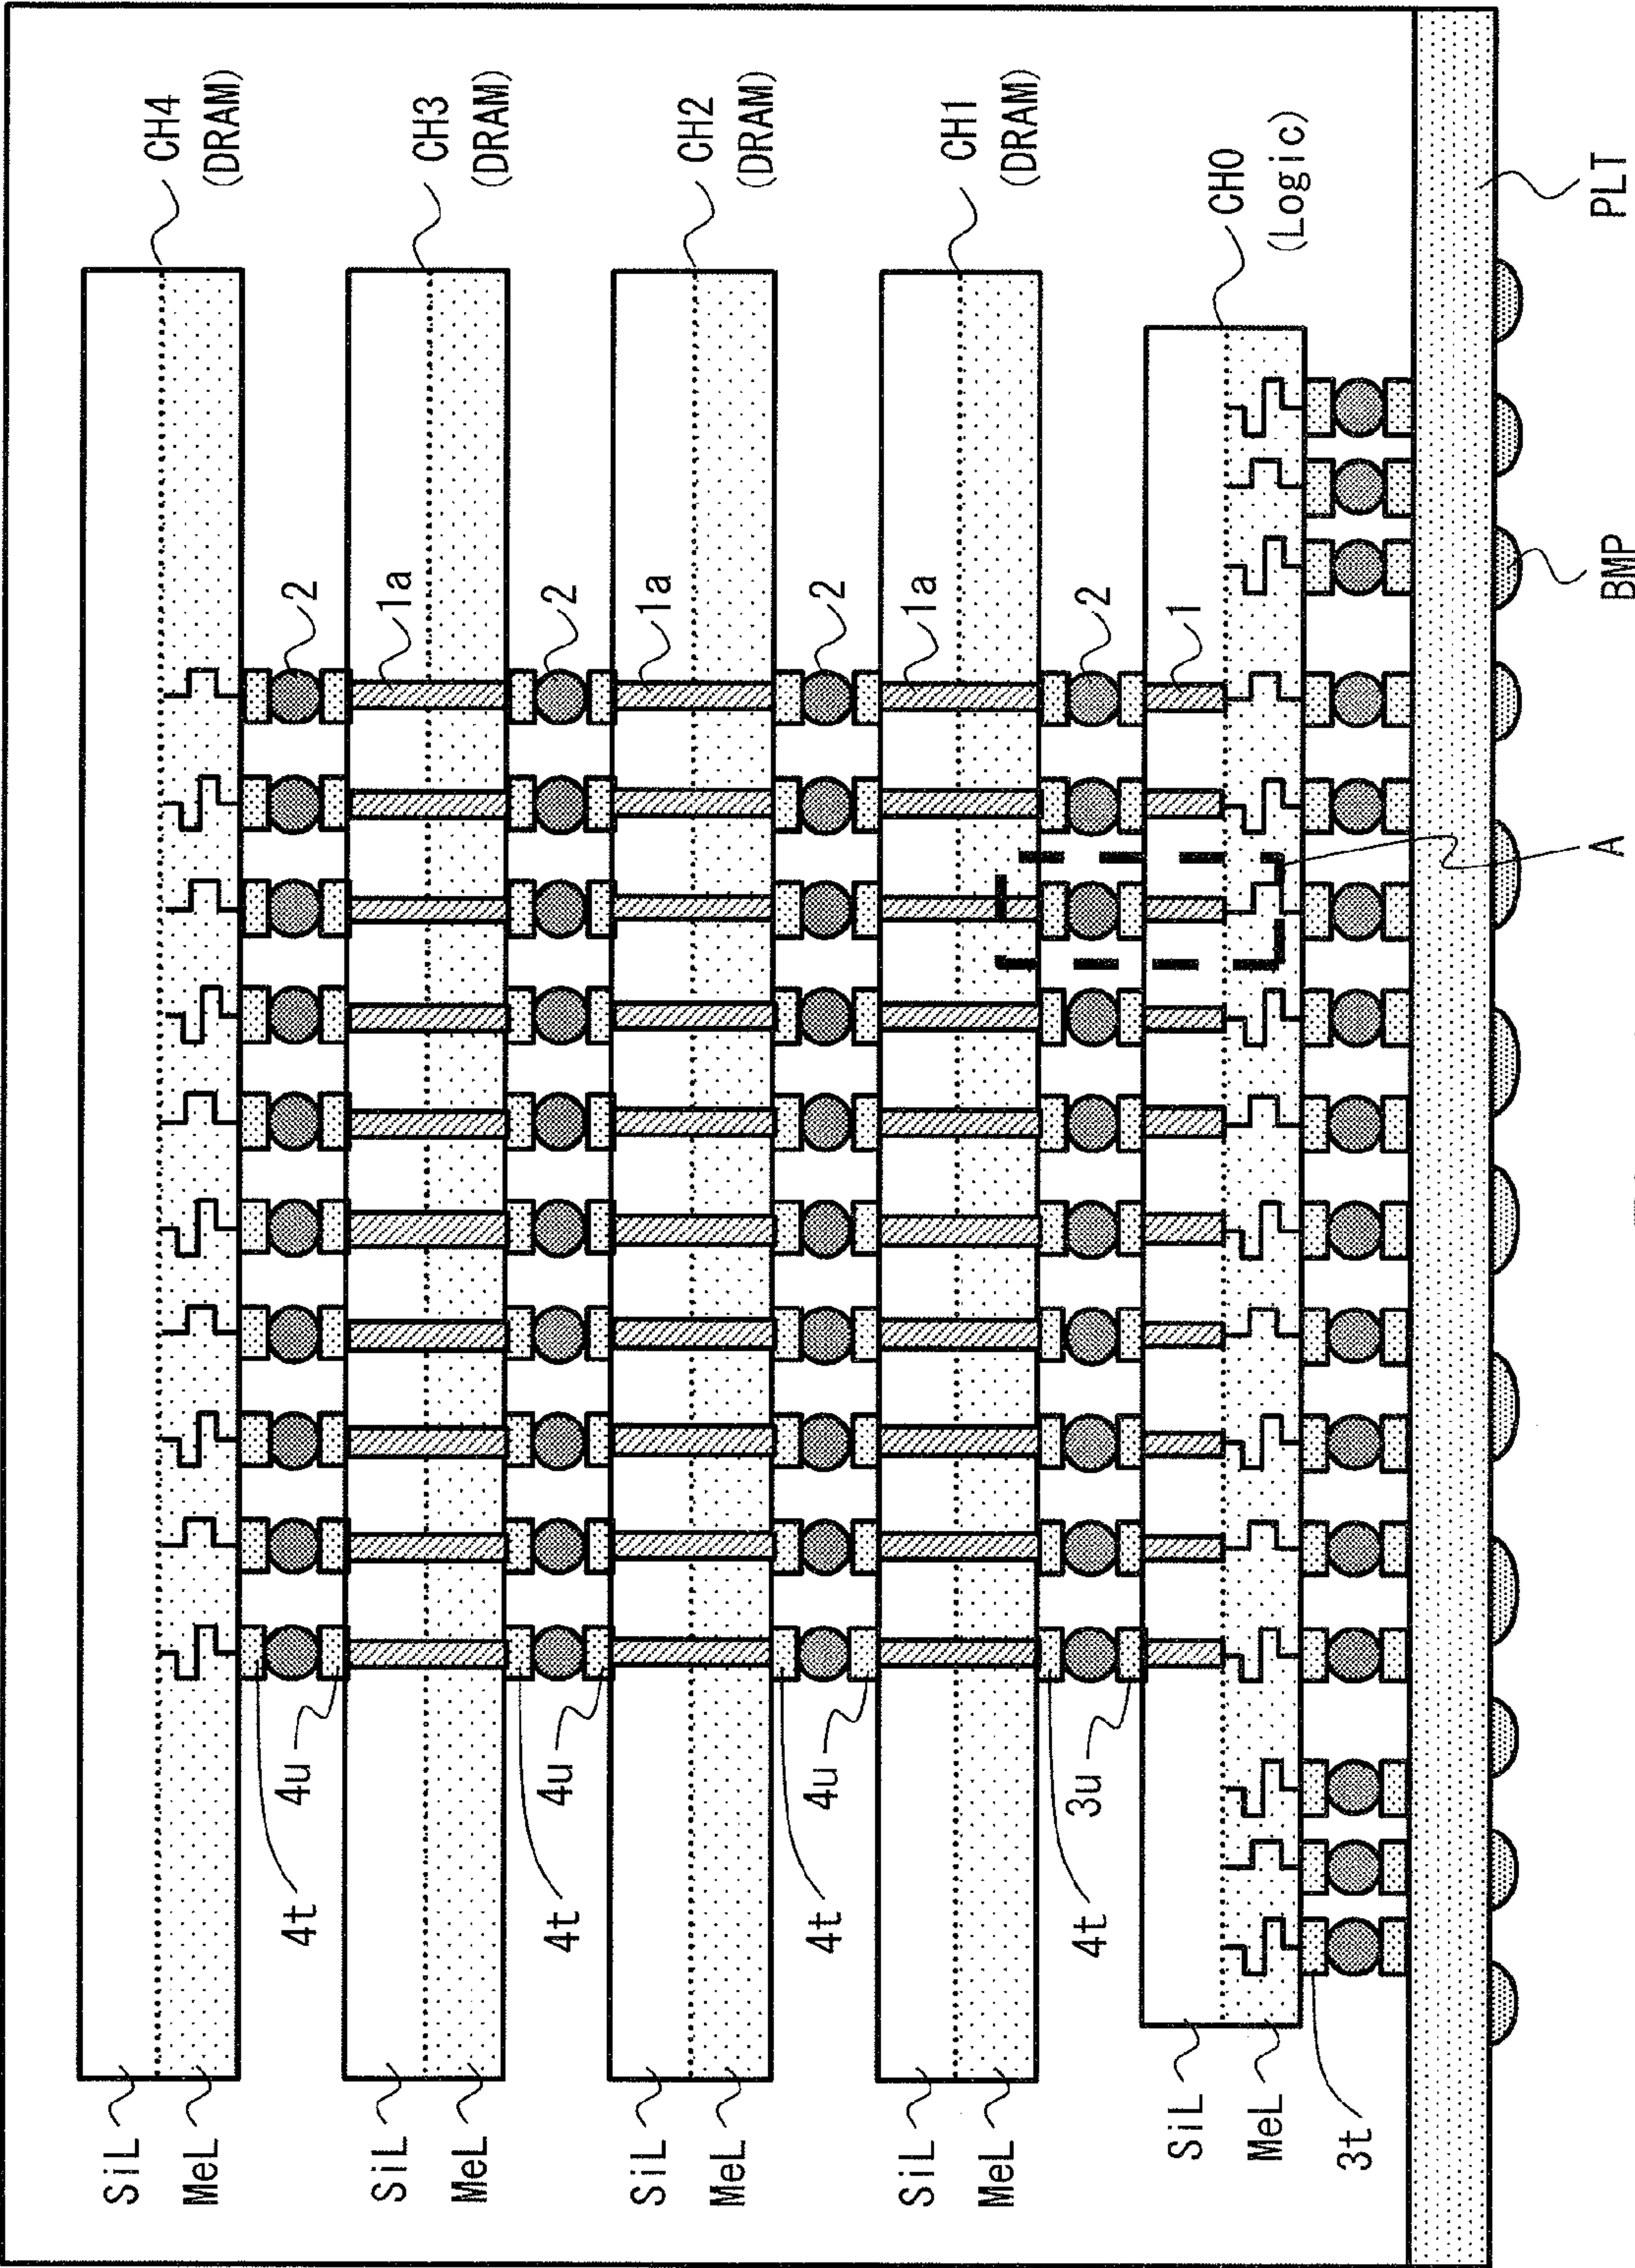 SiL
CH4
MeL
(DRAM)
4t
4u
2
SiL
1a
CH3
MeL
(DRAM)
4t
4u
2
SiL
1a
CH2
MeL
(DRAM)
4t
4u
2
SiL
1a
CH1
MeL
(DRAM)
4t
3u
2
SiL
1
CH0
MeL
(Logic)
3t
A
BMP
PLT